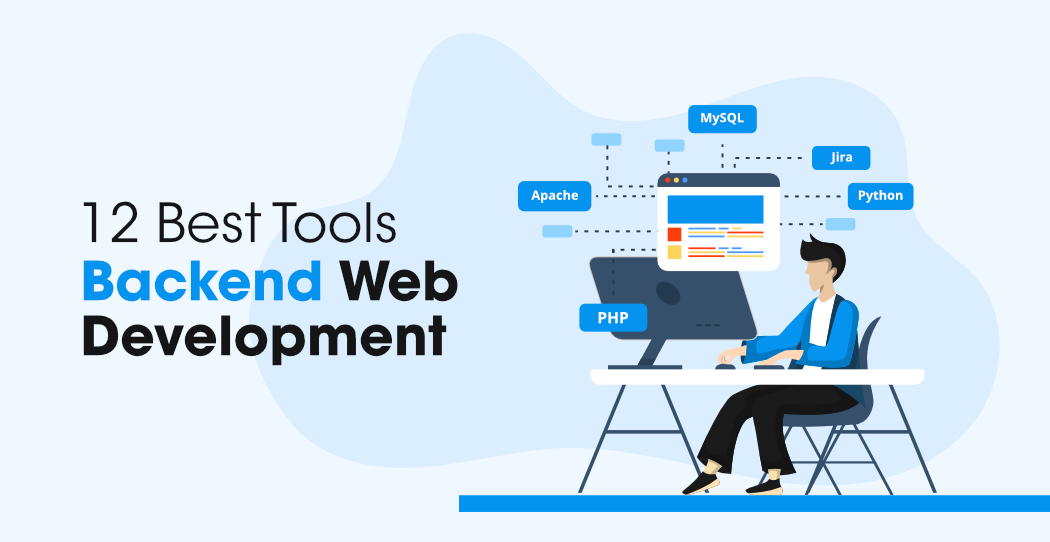 12 Best Tools
Backend Web
Development
MySQL
Jira
Apache
Python
PHP